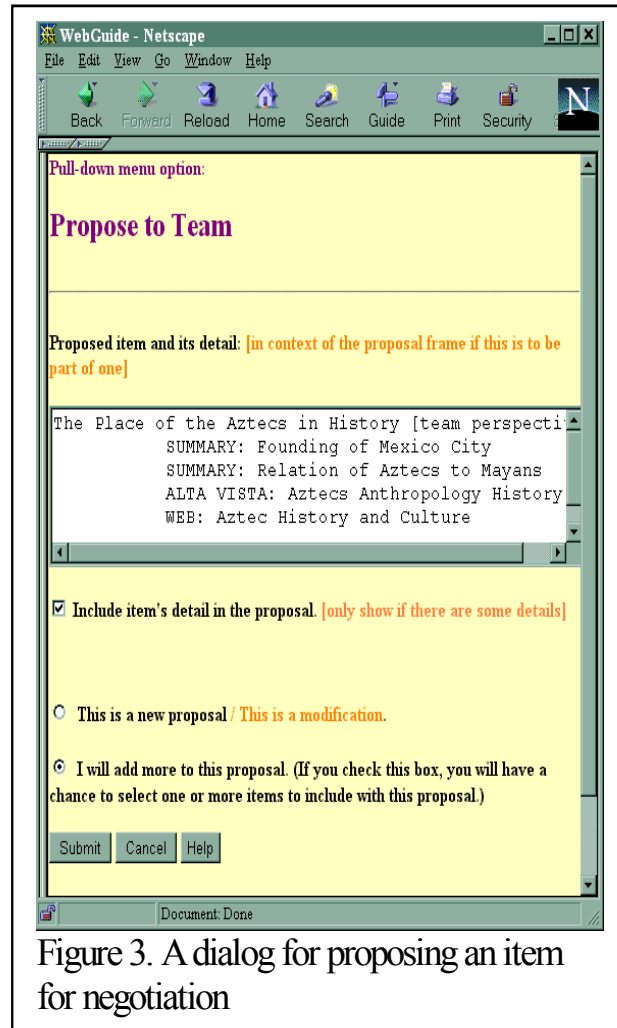 WebGuide - Netscape
File Edit View Go Window Help
Back Forward Reload Home Search Guide Print Security
N
Pull-down menu option:
Propose to Team
Proposed item and its detail: [in context of the proposal frame if this is to be
part of one]
The Place of the Aztecs in History [team perspecti
SUMMARY: Founding of Mexico City
SUMMARY: Relation of Aztecs to Mayans
ALTA VISTA: Aztecs Anthropology History
WEB: Aztec History and Culture
Include item's detail in the proposal. [only show if there are some details]
This is a new proposal / This is a modification.
I will add more to this proposal. (If you check this box, you will have a
chance to select one or more items to include with this proposal.)
Submit Cancel Help
Document: Done
Figure 3. A dialog for proposing an item
for negotiation